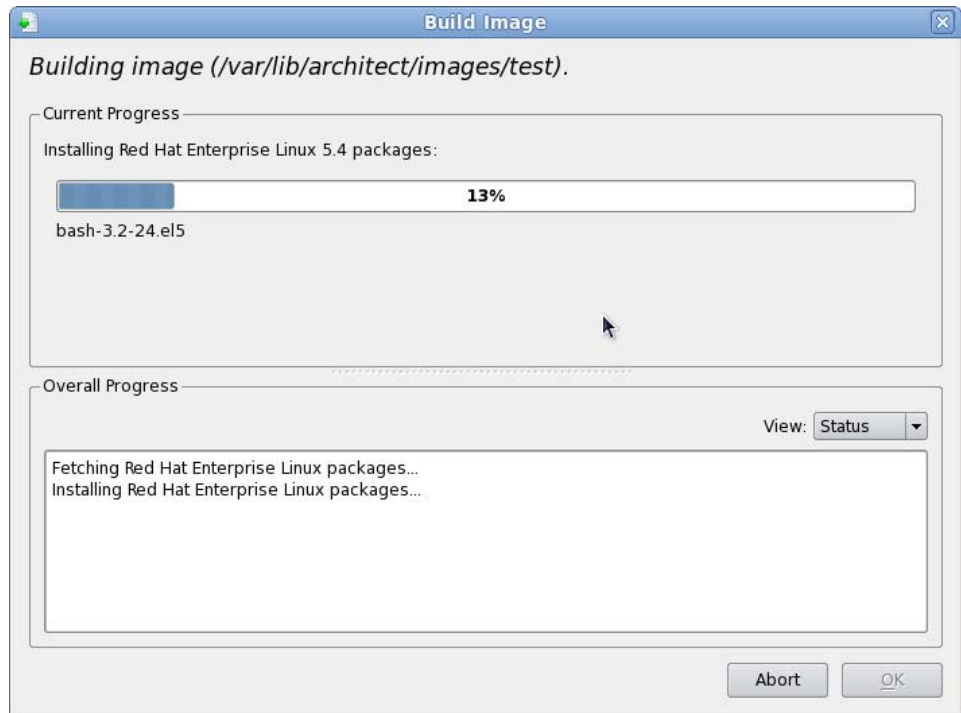 Build Image
Building image (/var/lib/architect/images/test).
Current Progress
Installing Red Hat Enterprise Linux 5.4 packages:
13%
bash-3.2-24.el5
Overall Progress
View: Status
Fetching Red Hat Enterprise Linux packages...
Installing Red Hat Enterprise Linux packages...
Abort OK